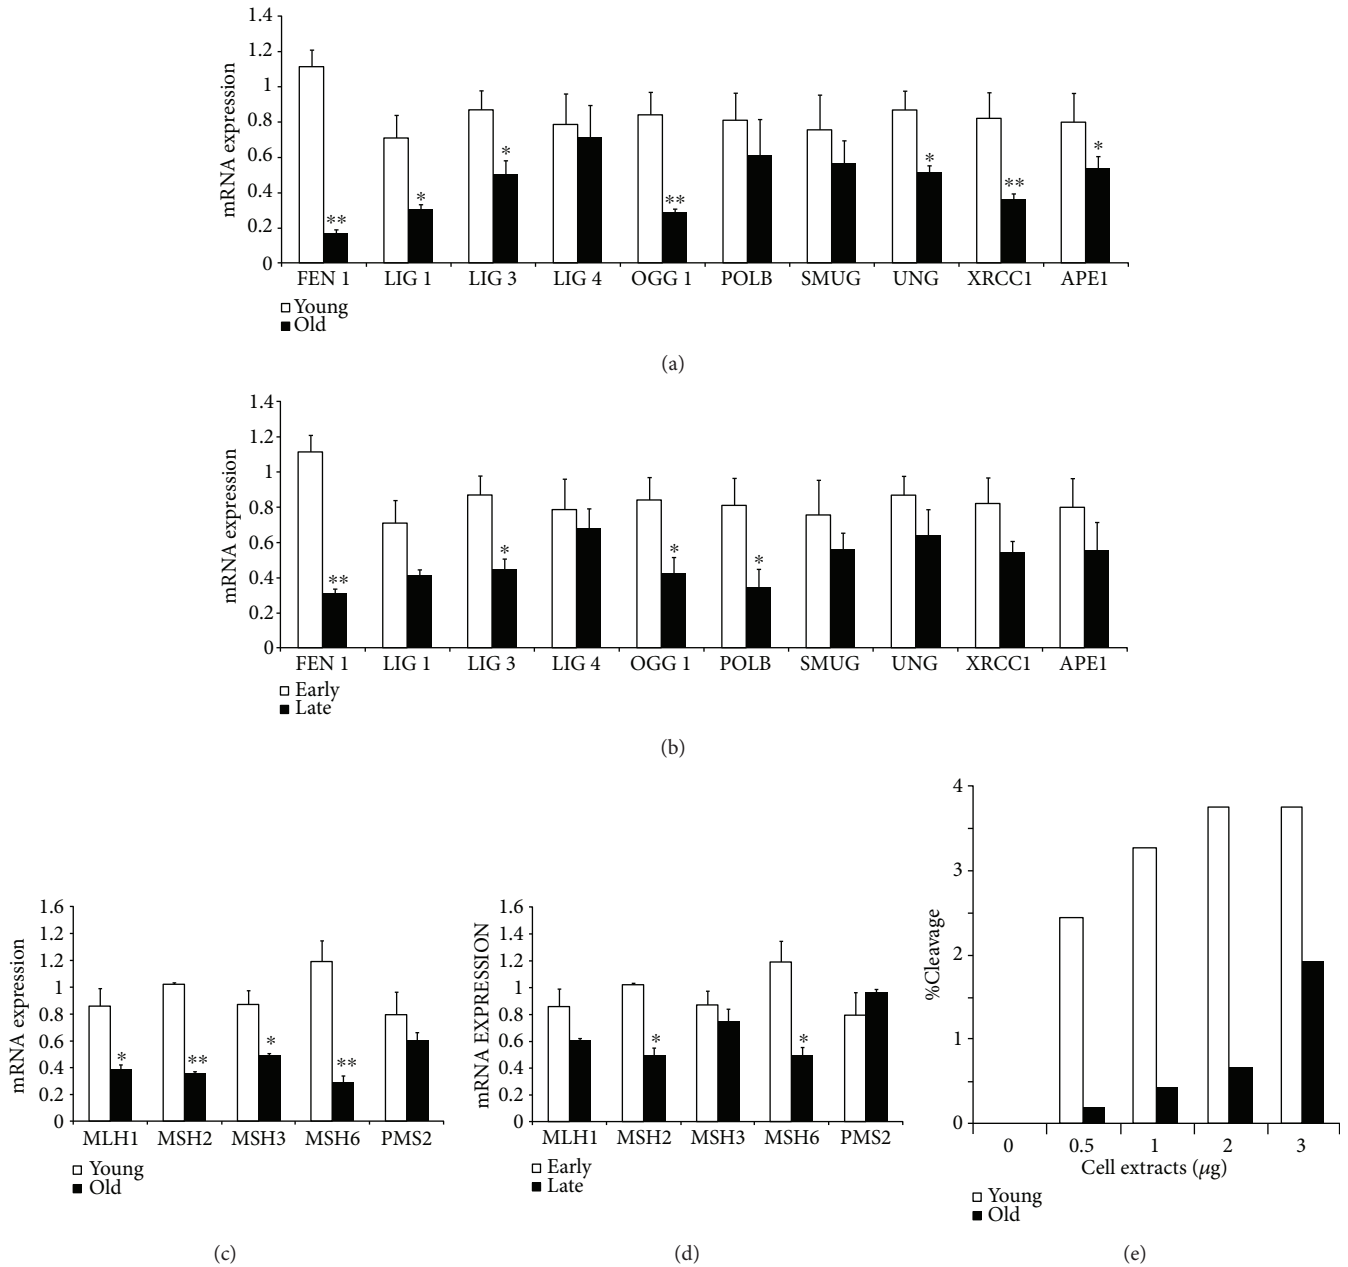 1.4
1.2
1
0.8
0.6
0.4
0.2
0
mRNA expression
** * * ** * ** *
FEN 1 LIG 1 LIG 3 LIG 4 OGG 1 POLB SMUG UNG XRCC1 APE1
Young
Old
(a)
1.4
1.2
1
0.8
0.6
0.4
0.2
0
mRNA expression
** * * *
FEN 1 LIG 1 LIG 3 LIG 4 OGG 1 POLB SMUG UNG XRCC1 APE1
Early
Late
(b)
1.6
1.2
1.2
1
0.8
0.6
0.4
0.2
0
mRNA expression
* ** * **
MLH1 MSH2 MSH3 MSH6 PMS2
Young
Old
(c)
1.6
1.4
1.2
1
0.8
0.6
0.4
0.2
0
mRNA EXPRESSION
* *
MLH1 MSH2 MSH3 MSH6 PMS2
Early
Late
(d)
4
3
2
1
0
%Cleavage
0 0.5 1 2 3
Cell extracts (μg)
Young
Old
(e)